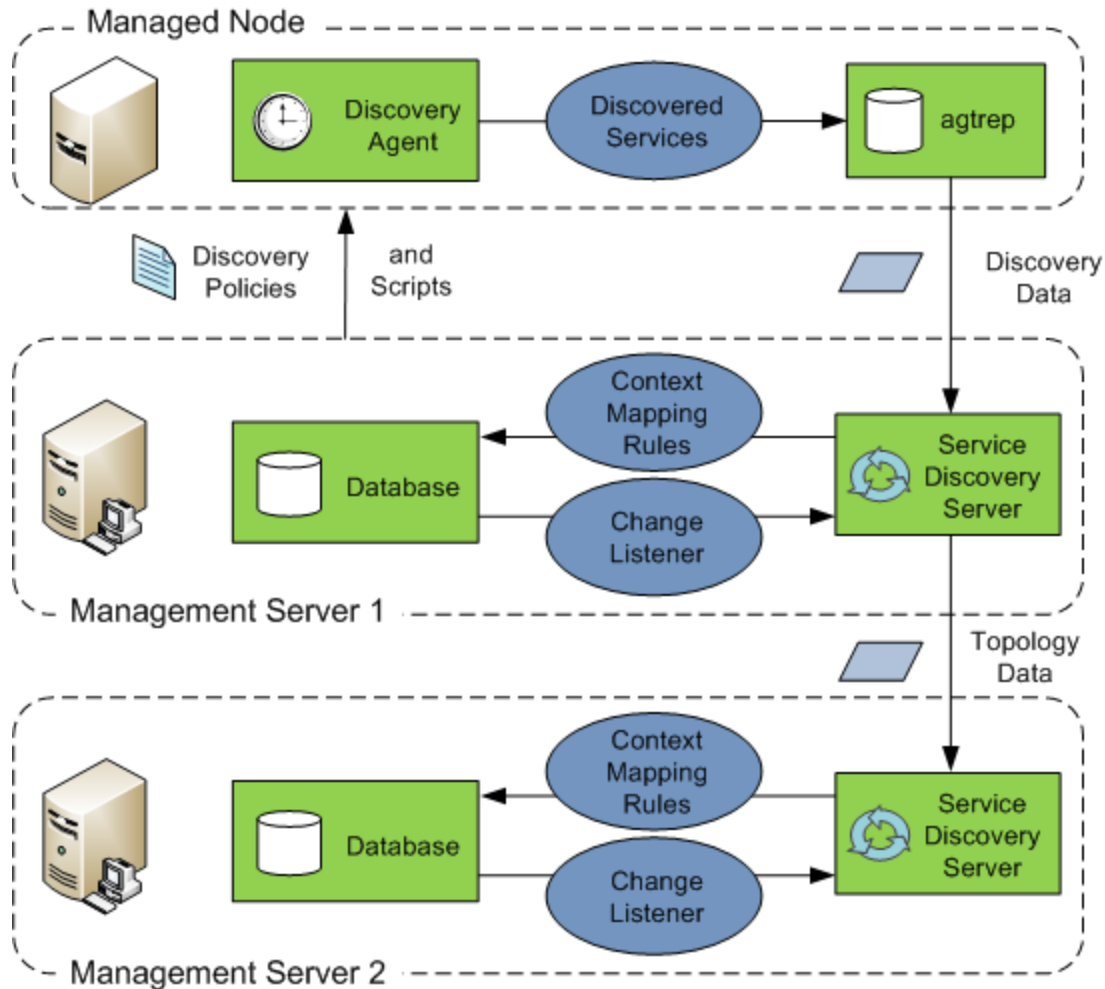 Managed Node
Discovery
Agent
Discovered
Services
agtrep
Discovery
Policies
and
Scripts
Discovery
Data
Context
Mapping
Rules
Database
Service
Discovery
Server
Change
Listener
Management Server 1
Topology
Data
Context
Mapping
Rules
Database
Service
Discovery
Server
Change
Listener
Management Server 2